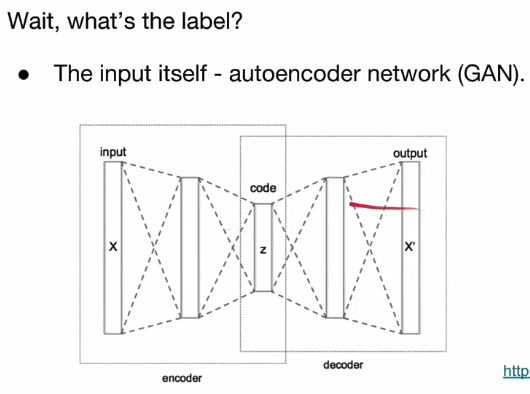 Wait, what's the label?
● The input itself - autoencoder network (GAN).
input
output
code
X
z
X'
encoder
decoder
http